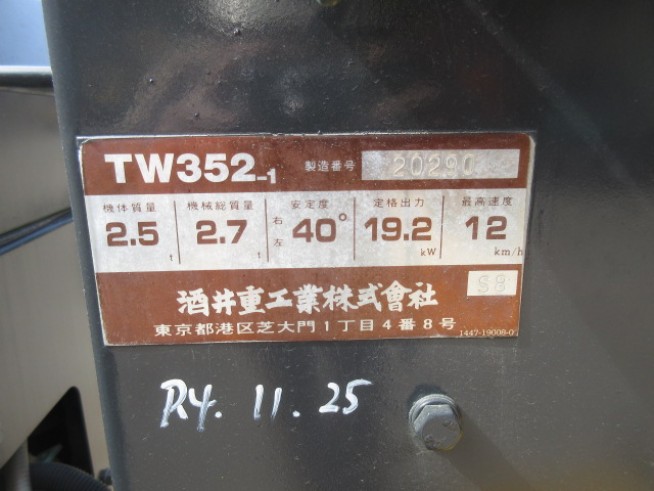 TW352-1 製造番号 20290
機体質量 機械総質量 安定度 定格出力 最高速度
2.5 t 2.7 t 右左 40° 19.2 kW 12 km/h
酒井重工業株式會社 S8
東京都港区芝大門1丁目4番8号 1447-19006-0
R4.11.25